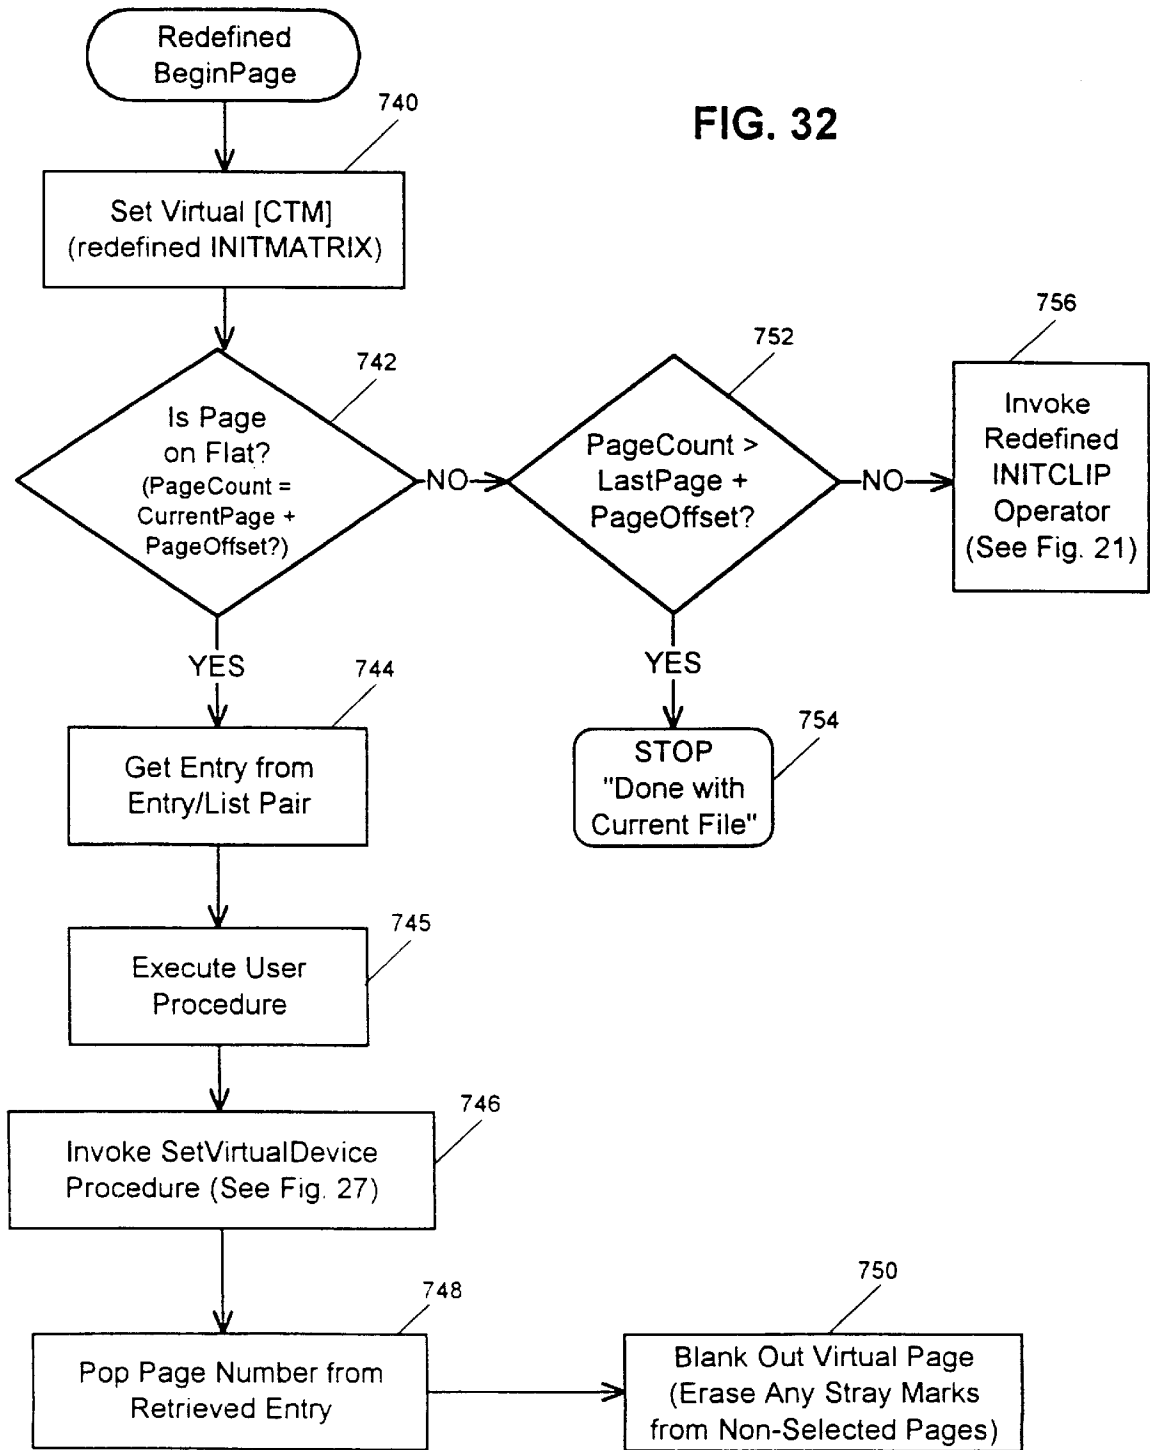 Redefined
BeginPage
FIG. 32
740
Set Virtual [CTM]
(redefined INITMATRIX)
742
Is Page
on Flat?
(PageCount =
CurrentPage +
PageOffset?)
NO
752
PageCount >
LastPage +
PageOffset?
NO
756
Invoke
Redefined
INITCLIP
Operator
(See Fig. 21)
YES
YES
744
Get Entry from
Entry/List Pair
754
STOP
"Done with
Current File"
745
Execute User
Procedure
746
Invoke SetVirtualDevice
Procedure (See Fig. 27)
748
Pop Page Number from
Retrieved Entry
750
Blank Out Virtual Page
(Erase Any Stray Marks
from Non-Selected Pages)